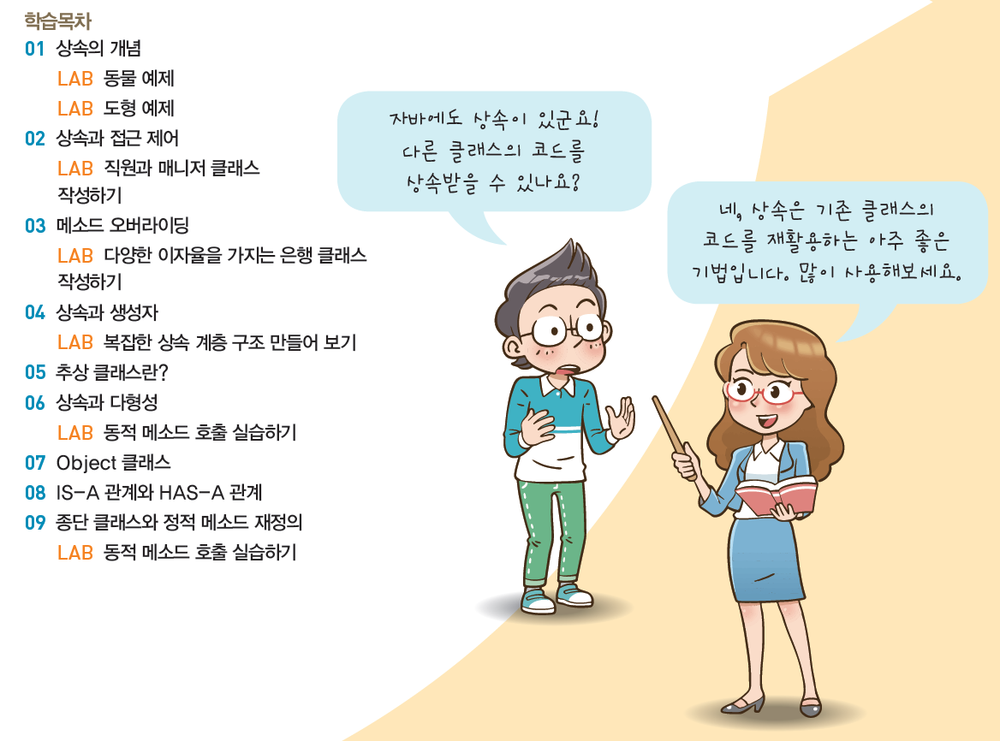 학습목차
01 상속의 개념
LAB 동물 예제
LAB 도형 예제
02 상속과 접근 제어
LAB 직원과 매니저 클래스
작성하기
03 메소드 오버라이딩
LAB 다양한 이자율을 가지는 은행 클래스
작성하기
04 상속과 생성자
LAB 복잡한 상속 계층 구조 만들어 보기
05 추상 클래스란?
06 상속과 다형성
LAB 동적 메소드 호출 실습하기
07 Object 클래스
08 IS-A 관계와 HAS-A 관계
09 종단 클래스와 정적 메소드 재정의
LAB 동적 메소드 호출 실습하기
자바에도 상속이 있군요!
다른 클래스의 코드를
상속받을 수 있나요?
네, 상속은 기존 클래스의
코드를 재활용하는 아주 좋은
기법입니다. 많이 사용해보세요.